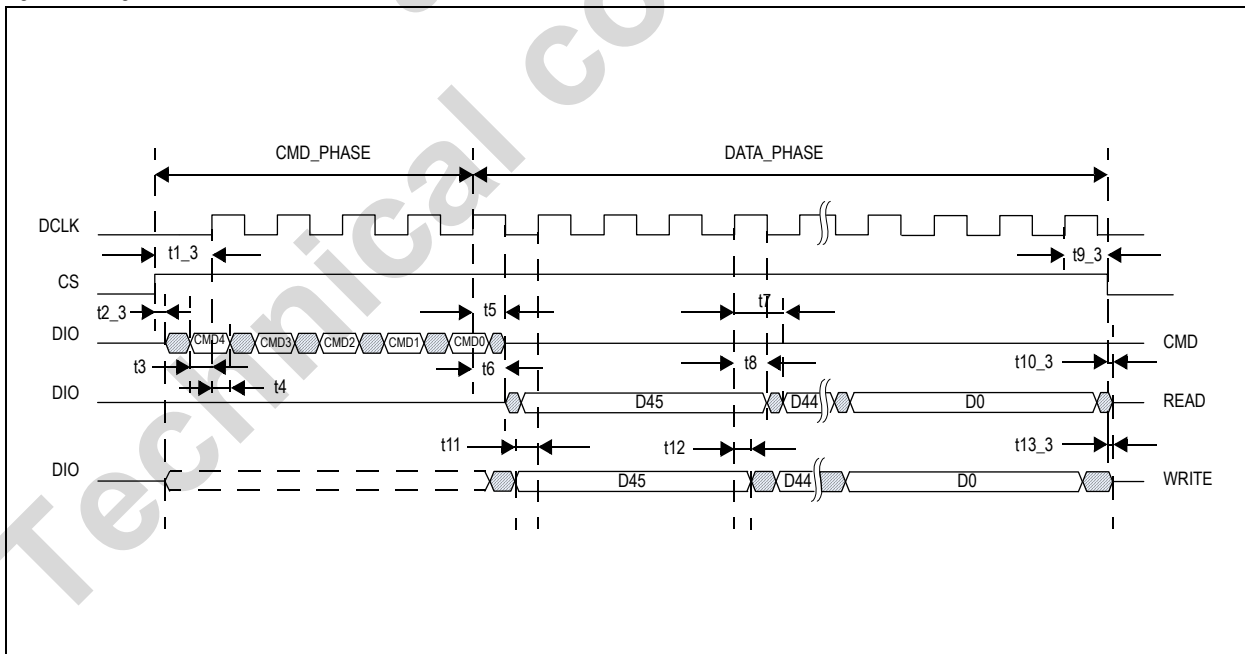 CMD_PHASE DATA_PHASE
DCLK
t1_3 t9_3
CS
t2_3 t5 t7
DIO CMD4 CMD3 CMD2 CMD1 CMD0 CMD
t3 t6 t8 t10_3
t4
DIO D45 D44 D0 READ
t11 t12 t13_3
DIO D45 D44 D0 WRITE
Technical co